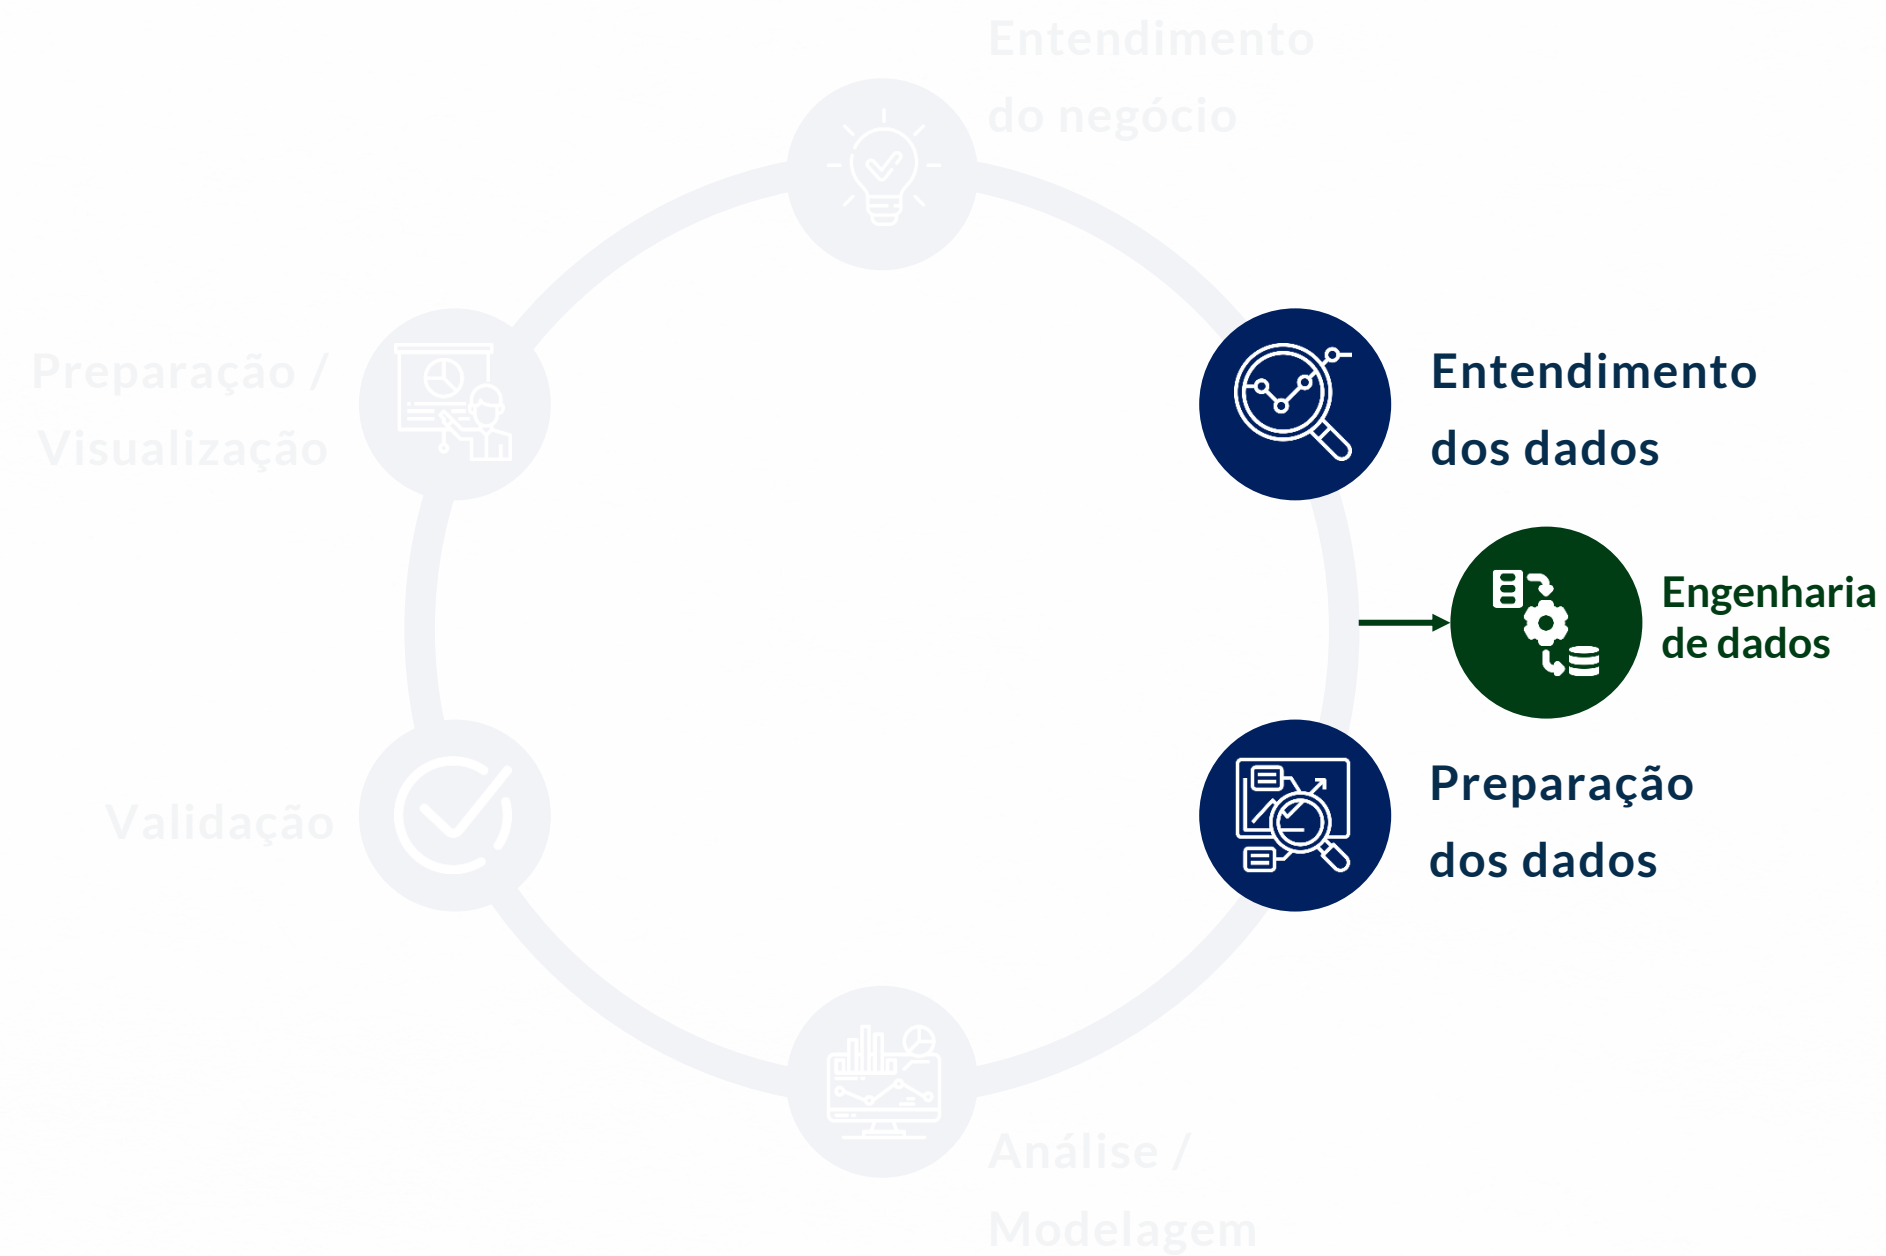 Entendimento
do negócio
Entendimento
dos dados
Engenharia
de dados
Preparação
dos dados
Análise /
Modelagem
Validação
Preparação /
Visualização